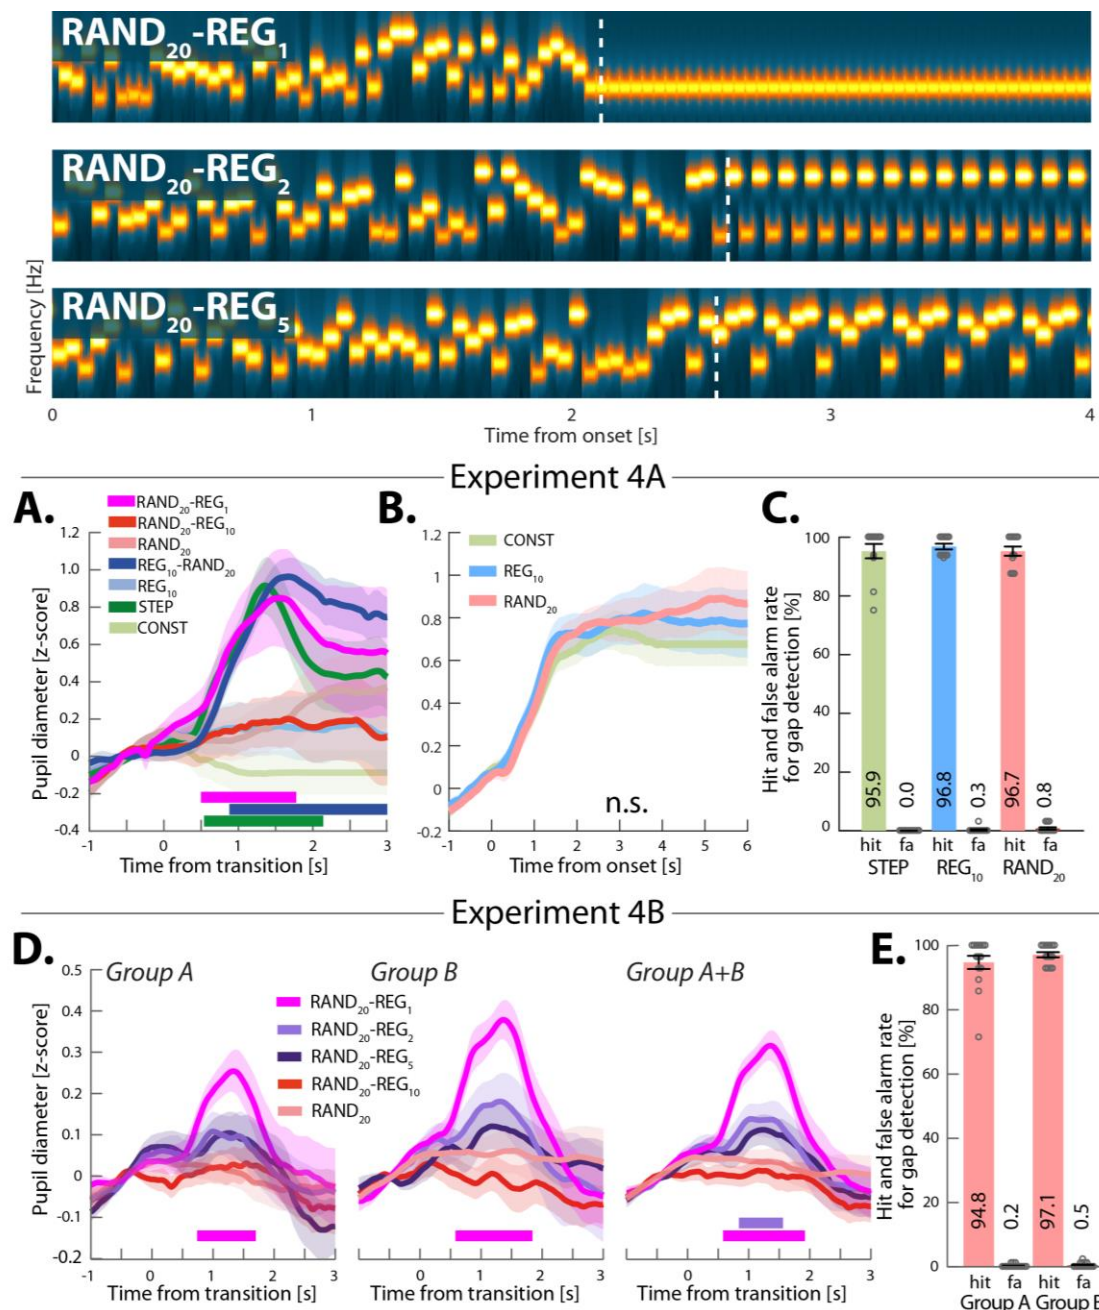 RAND20-REG1
RAND20-REG2
RAND20-REG5
Frequency [Hz]
0 1 2 3 4
Time from onset [s]
Experiment 4A
A.
RAND20-REG1
RAND20-REG10
RAND20
REG10-RAND20
REG10
STEP
CONST
Pupil diameter [z-score]
1.2
1.0
0.8
0.6
0.4
0.2
0
-0.2
-0.4
-1 0 1 2 3
Time from transition [s]
B.
CONST
REG10
RAND20
1.2
1
0.8
0.6
0.4
0.2
0
-0.2
n.s.
-1 0 1 2 3 4 5 6
Time from onset [s]
C.
Hit and false alarm rate
for gap detection [%]
100
80
60
40
20
0
95.9 0.0 96.8 0.3 96.7 0.8
hit fa hit fa hit fa
STEP REG10 RAND20
Experiment 4B
D.
Group A Group B Group A+B
RAND20-REG1
RAND20-REG2
RAND20-REG5
RAND20-REG10
RAND20
Pupil diameter [z-score]
0.5
0.4
0.3
0.2
0.1
0
-0.1
-0.2
-1 0 1 2 3 0 1 2 3 0 1 2 3
Time from transition [s] Time from transition [s] Time from transition [s]
E.
Hit and false alarm rate
for gap detection [%]
100
80
60
40
20
0
94.8 0.2 97.1 0.5
hit fa hit fa
Group A Group B